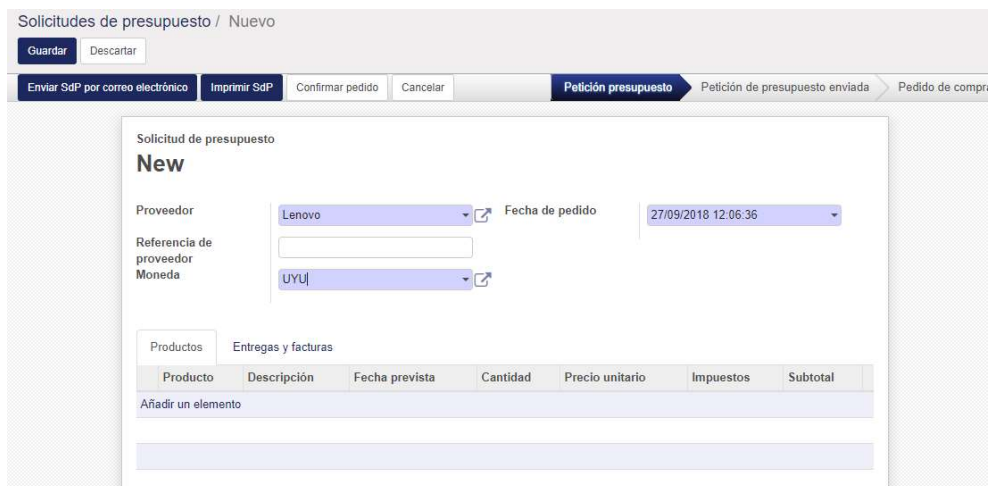 Solicitudes de presupuesto / Nuevo
Guardar Descartar
Enviar SdP por correo electrónico Imprimir SdP Confirmar pedido Cancelar Petición presupuesto Petición de presupuesto enviada Pedido de compra
Solicitud de presupuesto
New
Proveedor Lenovo Fecha de pedido 27/09/2018 12:06:36
Referencia de
proveedor
Moneda UYU
Productos Entregas y facturas
Producto Descripción Fecha prevista Cantidad Precio unitario Impuestos Subtotal
Añadir un elemento